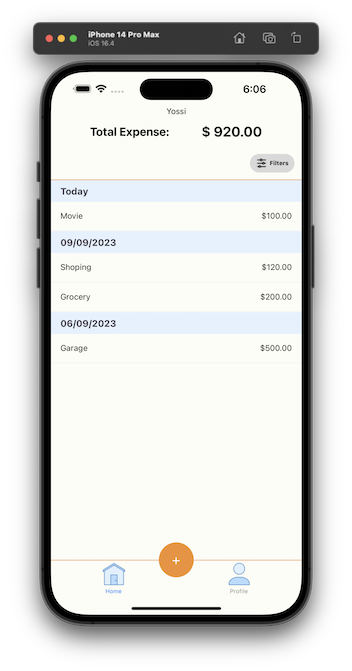 iPhone 14 Pro Max
iOS 16.4
6:06
Yossi
Total Expense: $ 920.00
Filters
Today
Movie $100.00
09/09/2023
Shoping $120.00
Grocery $200.00
06/09/2023
Garage $500.00
+
Home Profile